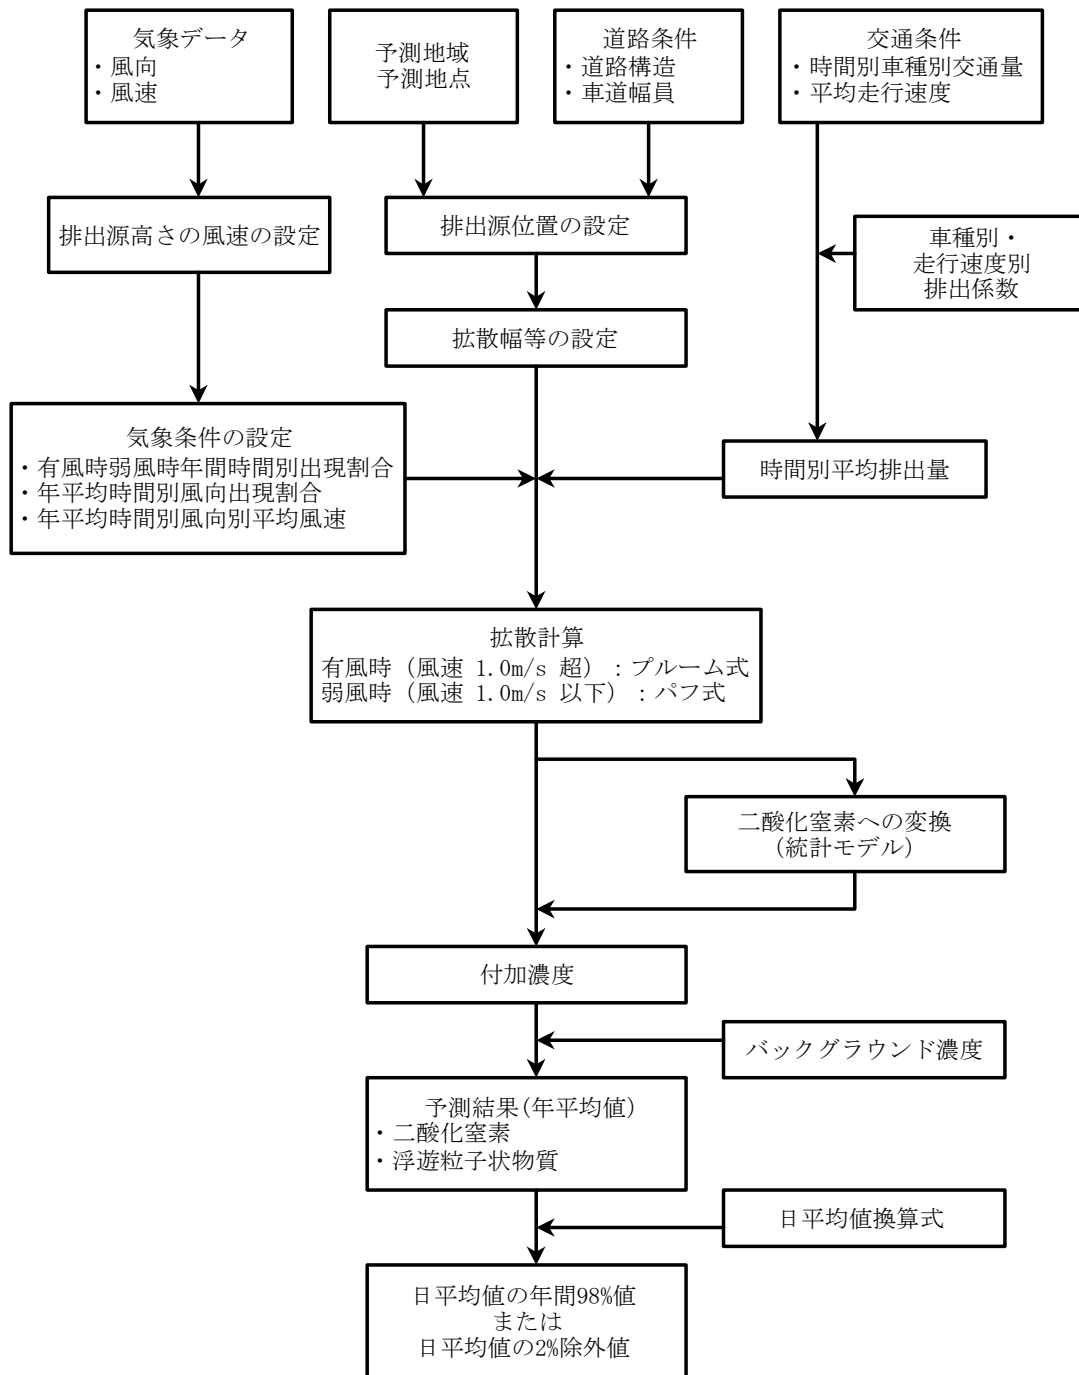 気象データ
・風向
・風速
予測地域
予測地点
道路条件
・道路構造
・車道幅員
交通条件
・時間別車種別交通量
・平均走行速度
排出源高さの風速の設定
排出源位置の設定
車種別・
走行速度別
排出係数
拡散幅等の設定
気象条件の設定
・有風時弱風時年間時間別出現割合
・年平均時間別風向出現割合
・年平均時間別風向別平均風速
時間別平均排出量
拡散計算
有風時（風速 1.0m/s 超）：プルーム式
弱風時（風速 1.0m/s 以下）：パフ式
二酸化窒素への変換
(統計モデル)
付加濃度
バックグラウンド濃度
予測結果(年平均値)
・二酸化窒素
・浮遊粒子状物質
日平均値換算式
日平均値の年間98%値
または
日平均値の2%除外値